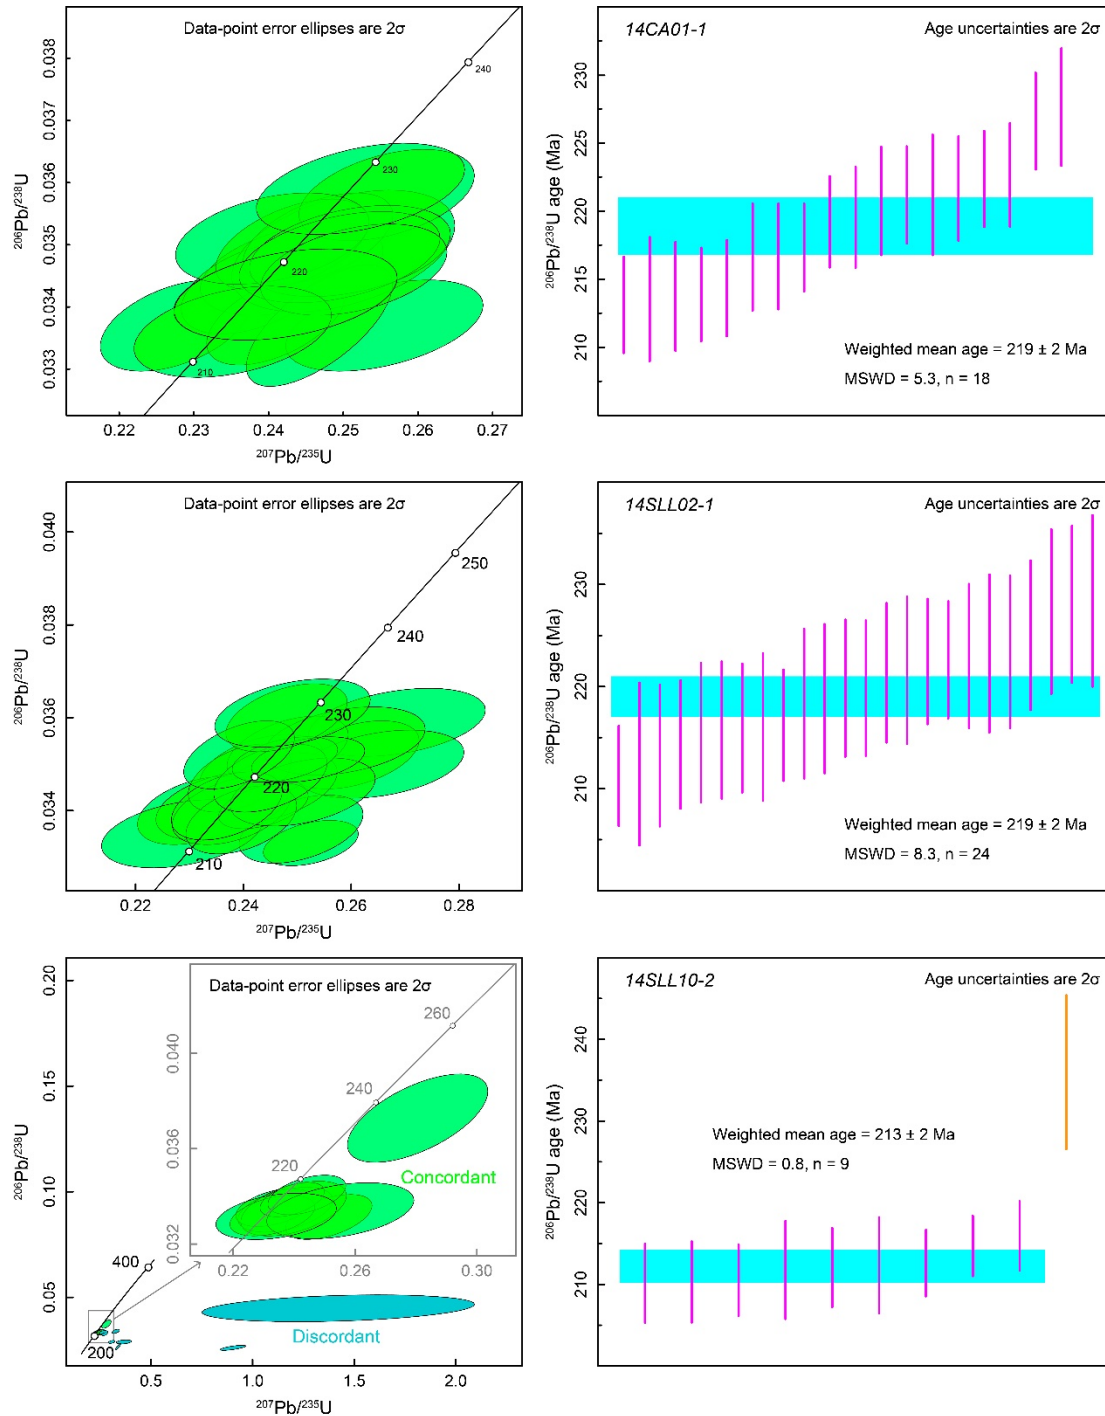 Data-point error ellipses are 2σ
0.038
0.037
0.036
0.035
0.034
0.033
²⁰⁶Pb/²³⁸U
240
230
220
210
0.22 0.23 0.24 0.25 0.26 0.27
²⁰⁷Pb/²³⁵U
14CA01-1 Age uncertainties are 2σ
230
225
220
215
210
²⁰⁶Pb/²³⁸U age (Ma)
Weighted mean age = 219 ± 2 Ma
MSWD = 5.3, n = 18
Data-point error ellipses are 2σ
0.040
0.038
0.036
0.034
²⁰⁶Pb/²³⁸U
250
240
230
220
210
0.22 0.24 0.26 0.28
²⁰⁷Pb/²³⁵U
14SLL02-1 Age uncertainties are 2σ
230
220
210
²⁰⁶Pb/²³⁸U age (Ma)
Weighted mean age = 219 ± 2 Ma
MSWD = 8.3, n = 24
0.20
0.15
0.10
0.05
²⁰⁶Pb/²³⁸U
Data-point error ellipses are 2σ
260
240
220
0.040
0.036
0.032
Concordant
0.22 0.26 0.30
400
200
Discordant
0.5 1.0 1.5 2.0
²⁰⁷Pb/²³⁵U
14SLL10-2 Age uncertainties are 2σ
240
230
220
210
²⁰⁶Pb/²³⁸U age (Ma)
Weighted mean age = 213 ± 2 Ma
MSWD = 0.8, n = 9